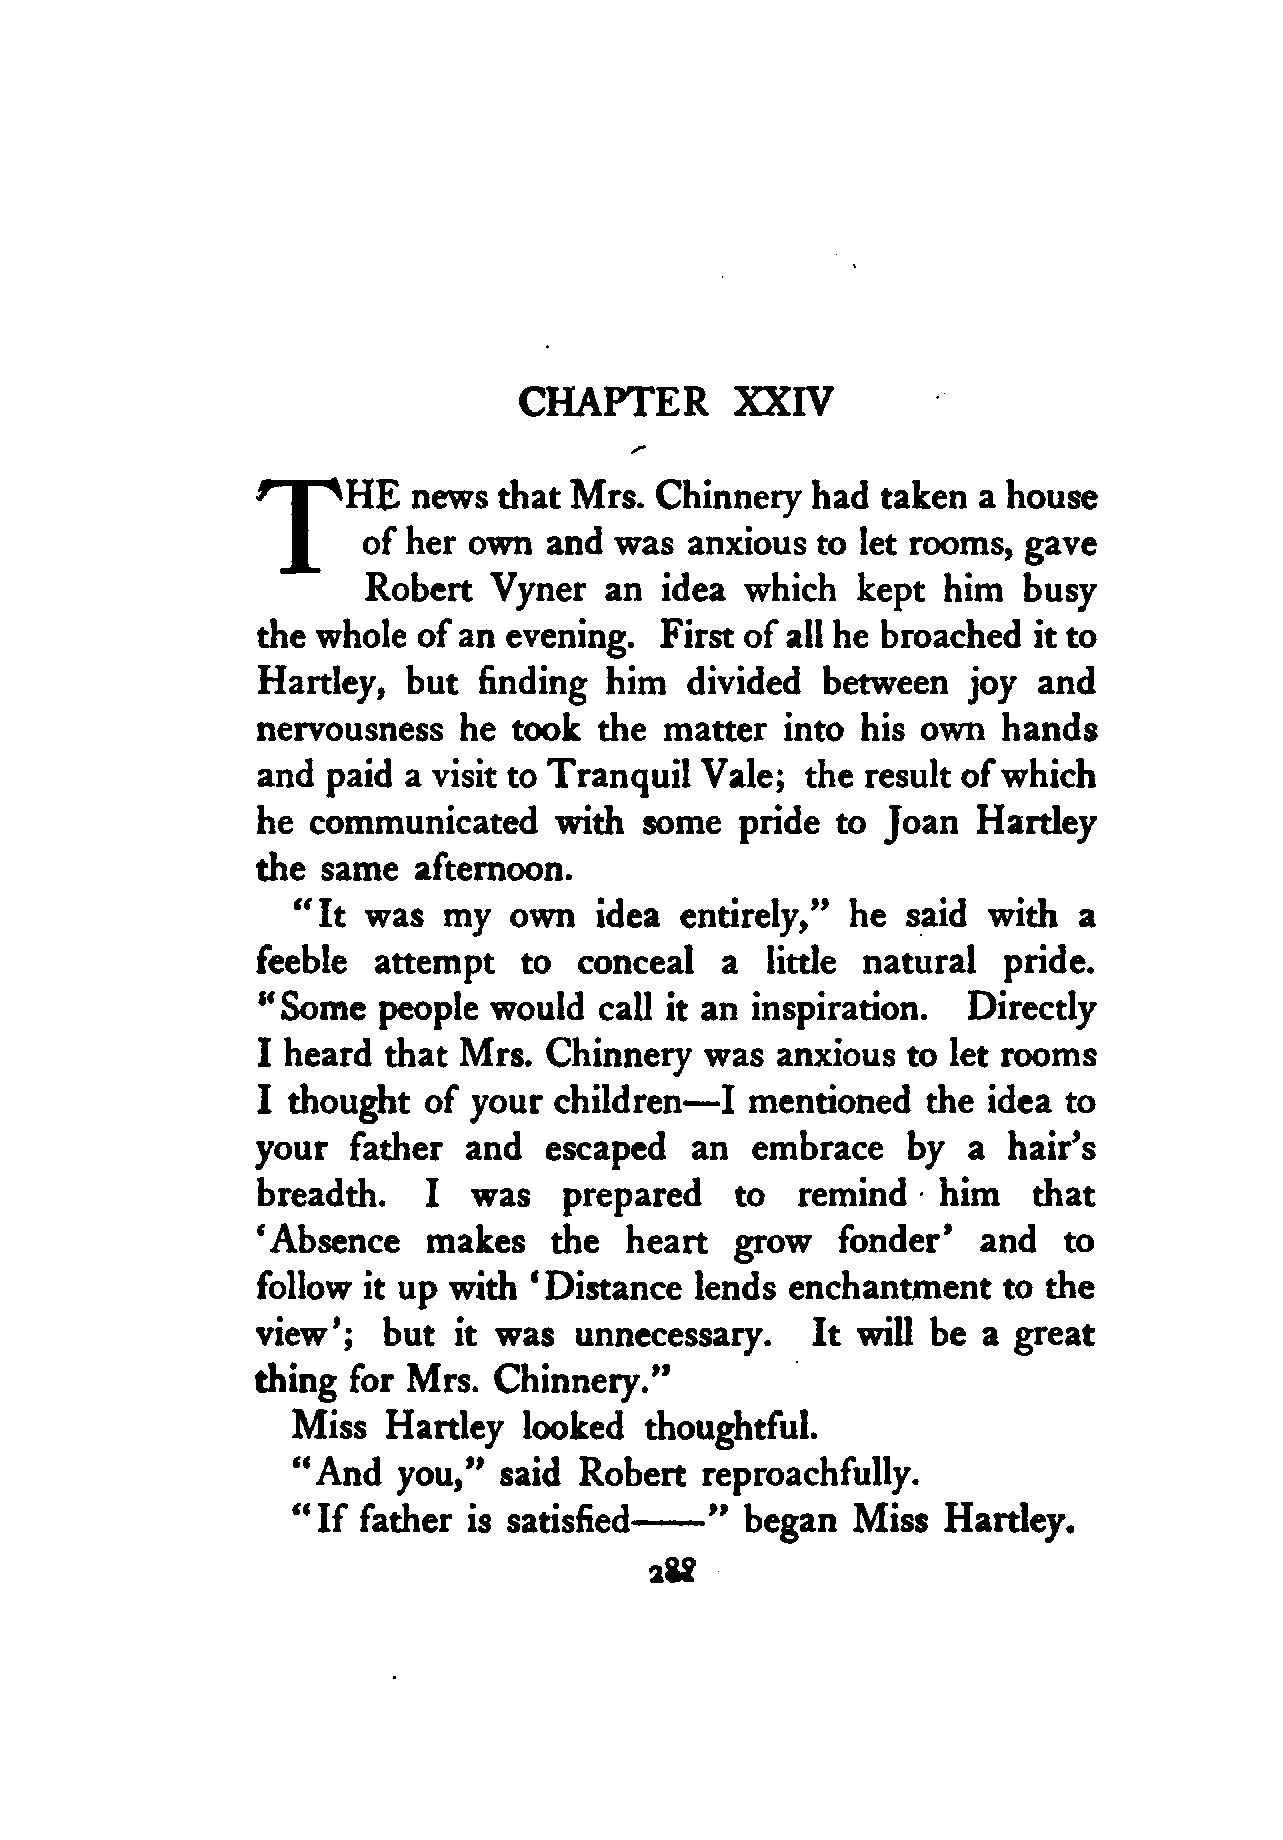 CHAPTER XXIV
THE news that Mrs. Chinnery had taken a house
of her own and was anxious to let rooms, gave
Robert Vyner an idea which kept him busy
the whole of an evening. First of all he broached it to
Hartley, but finding him divided between joy and
nervousness he took the matter into his own hands
and paid a visit to Tranquil Vale; the result of which
he communicated with some pride to Joan Hartley
the same afternoon.
"It was my own idea entirely," he said with a
feeble attempt to conceal a little natural pride.
"Some people would call it an inspiration. Directly
I heard that Mrs. Chinnery was anxious to let rooms
I thought of your children—I mentioned the idea to
your father and escaped an embrace by a hair's
breadth. I was prepared to remind him that
'Absence makes the heart grow fonder' and to
follow it up with 'Distance lends enchantment to the
view'; but it was unnecessary. It will be a great
thing for Mrs. Chinnery."
Miss Hartley looked thoughtful.
"And you," said Robert reproachfully.
"If father is satisfied——" began Miss Hartley.